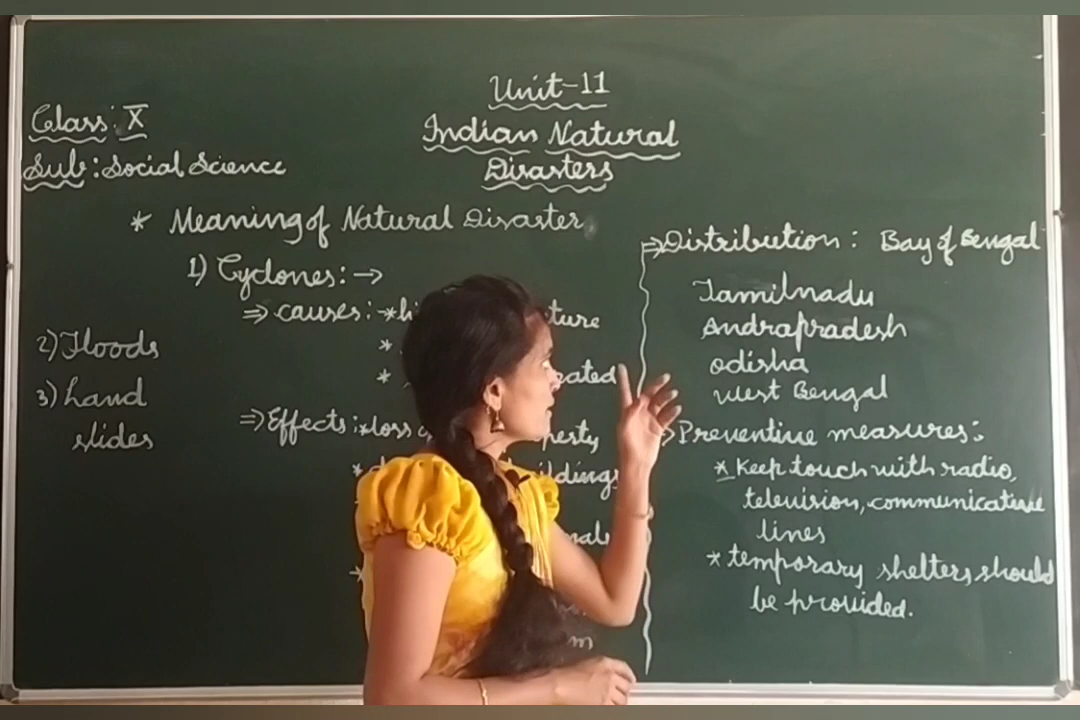 Unit-11
Class: X
Indian Natural
Disasters
Sub: Social Science
* Meaning of Natural Disaster
1) Cyclones: →
⇒ causes: *
*
*
⇒ Effects: * loss
*
2) Floods
3) Land
slides
⇒ Distribution: Bay of Bengal
Tamilnadu
Andrapradesh
odisha
West Bengal
Preventive measures:
* Keep touch with radio,
television, communicative
lines
* temporary shelters should
be provided.